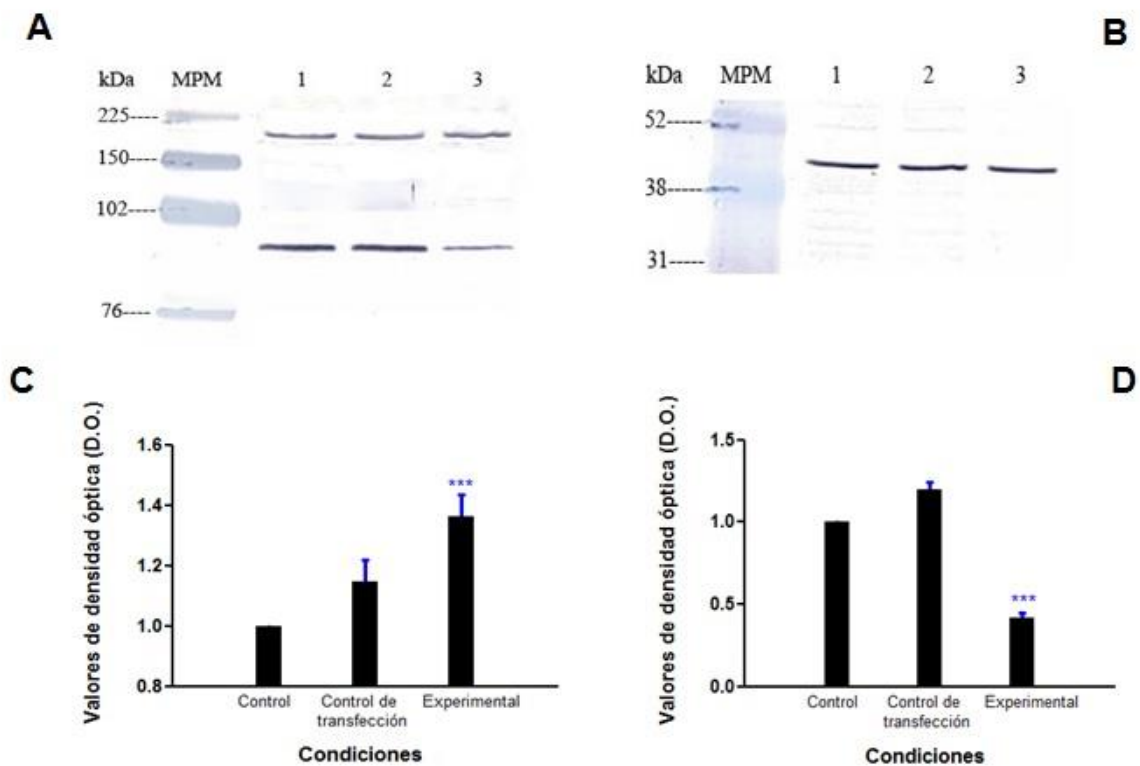 A
B
kDa MPM 1 2 3
225----
150----
102----
76----
kDa MPM 1 2 3
52----
38----
31-----
C
Valores de densidad óptica (D.O.)
1.6
1.4
1.2
1.0
0.8
***
Control
Control de
transfección
Experimental
Condiciones
D
Valores de densidad óptica (D.O.)
1.5
1.0
0.5
0.0
***
Control
Control de
transfección
Experimental
Condiciones